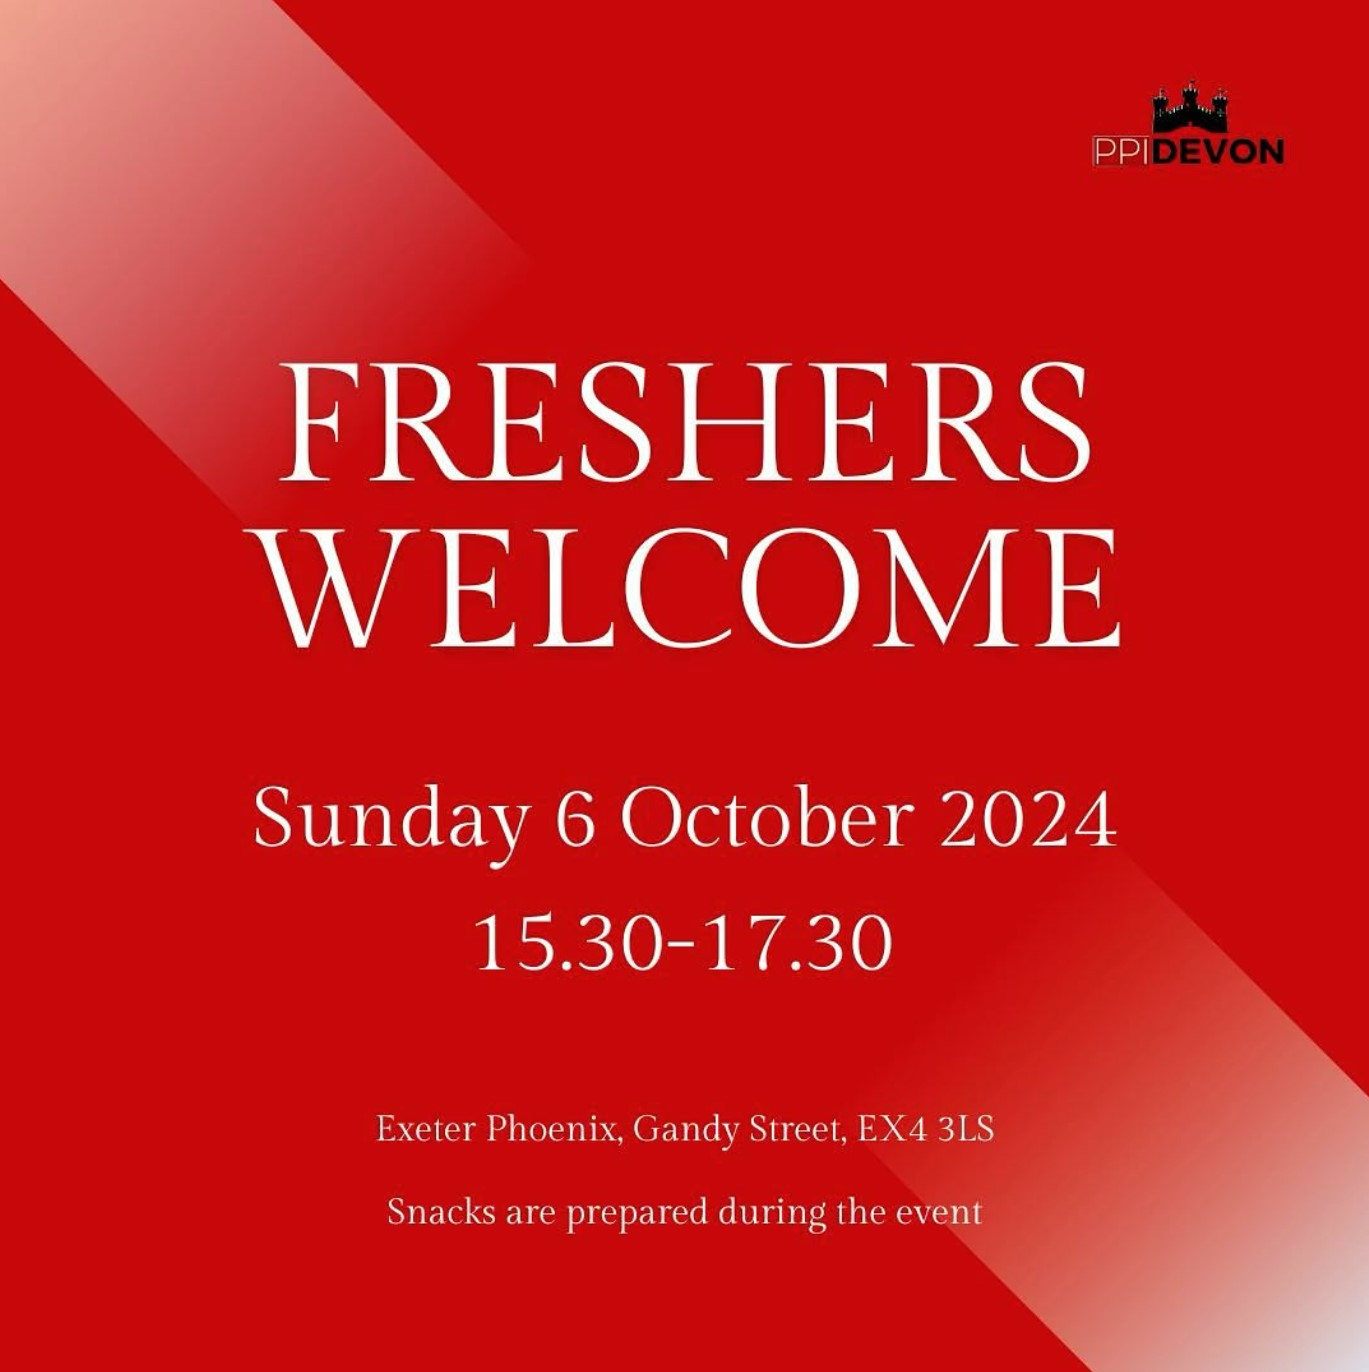 PPIDEVON
FRESHERS
WELCOME
Sunday 6 October 2024
15.30-17.30
Exeter Phoenix, Gandy Street, EX4 3LS
Snacks are prepared during the event